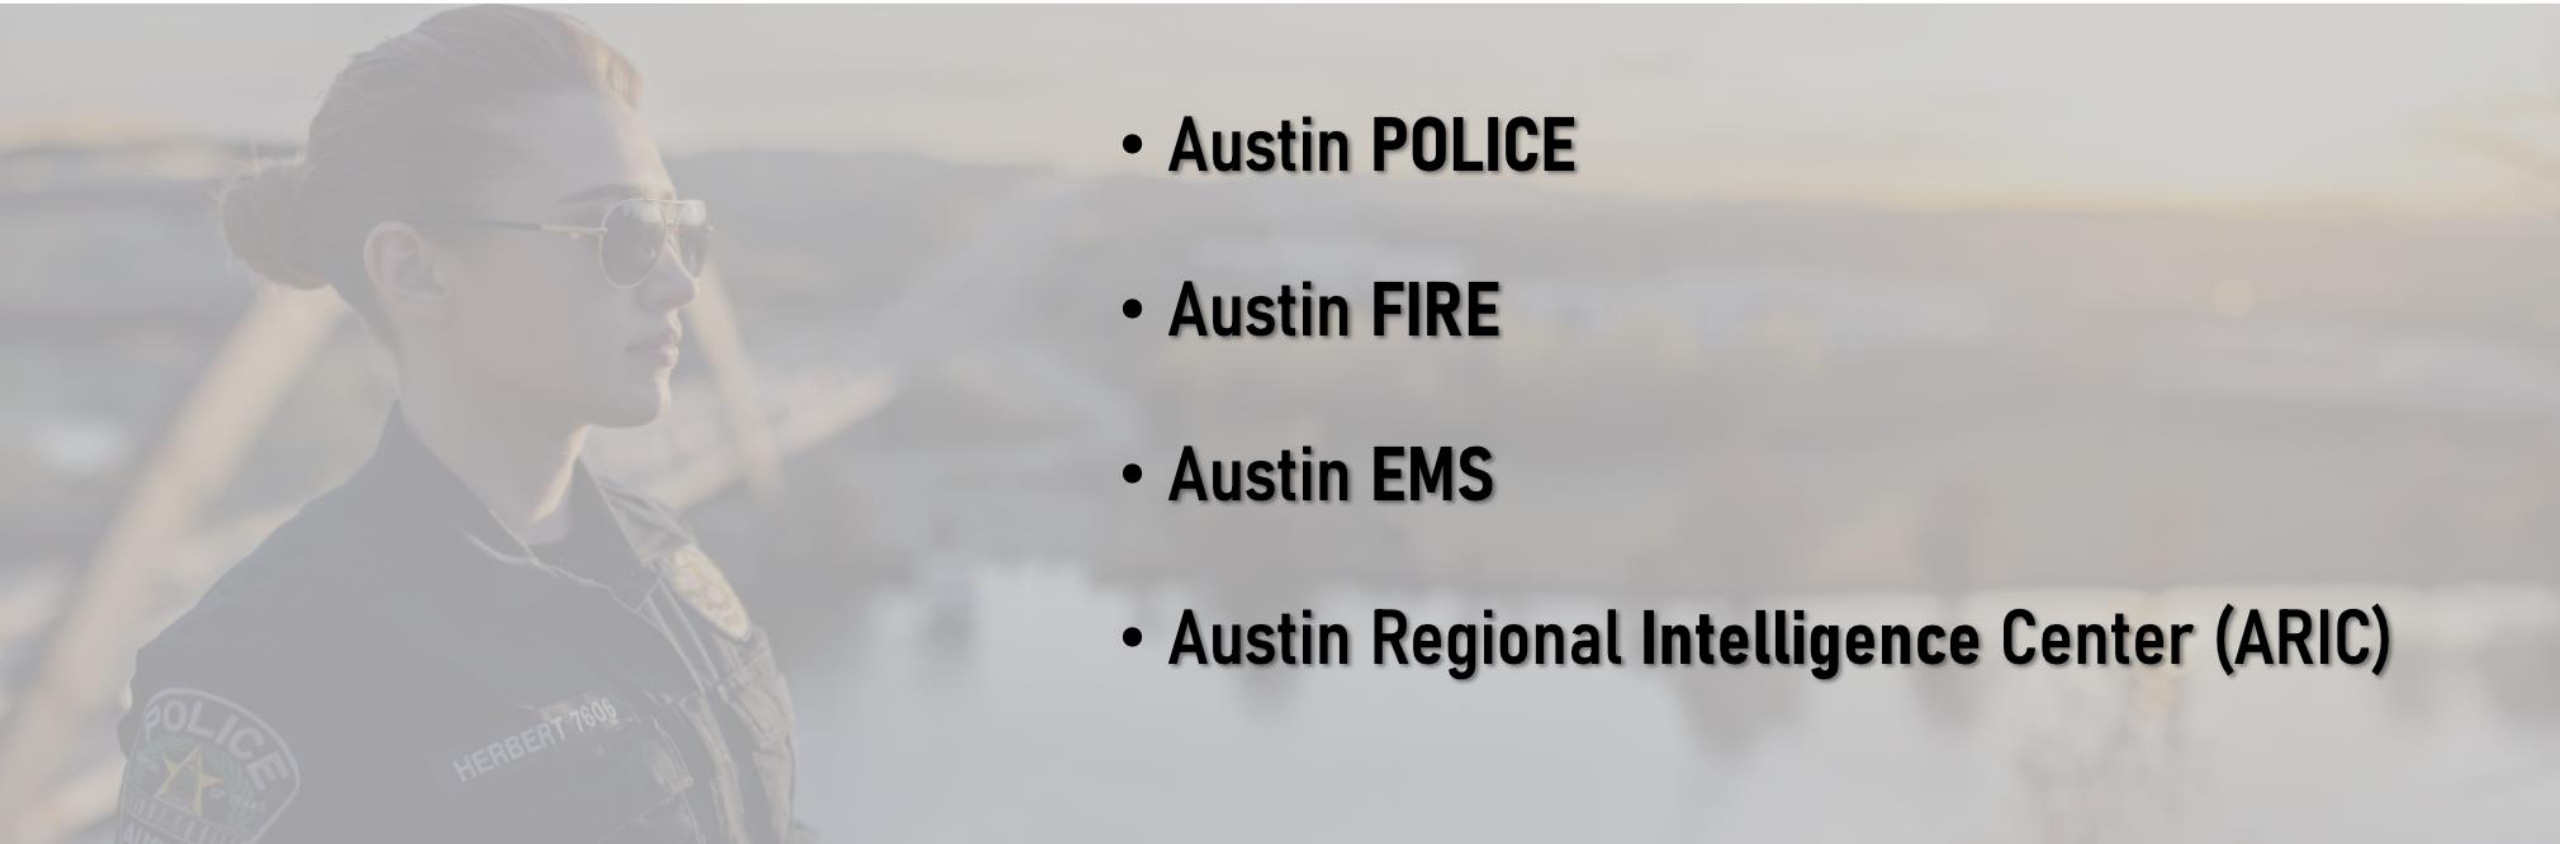 • Austin POLICE
• Austin FIRE
• Austin EMS
• Austin Regional Intelligence Center (ARIC)
HERBERT 7606
POLICE